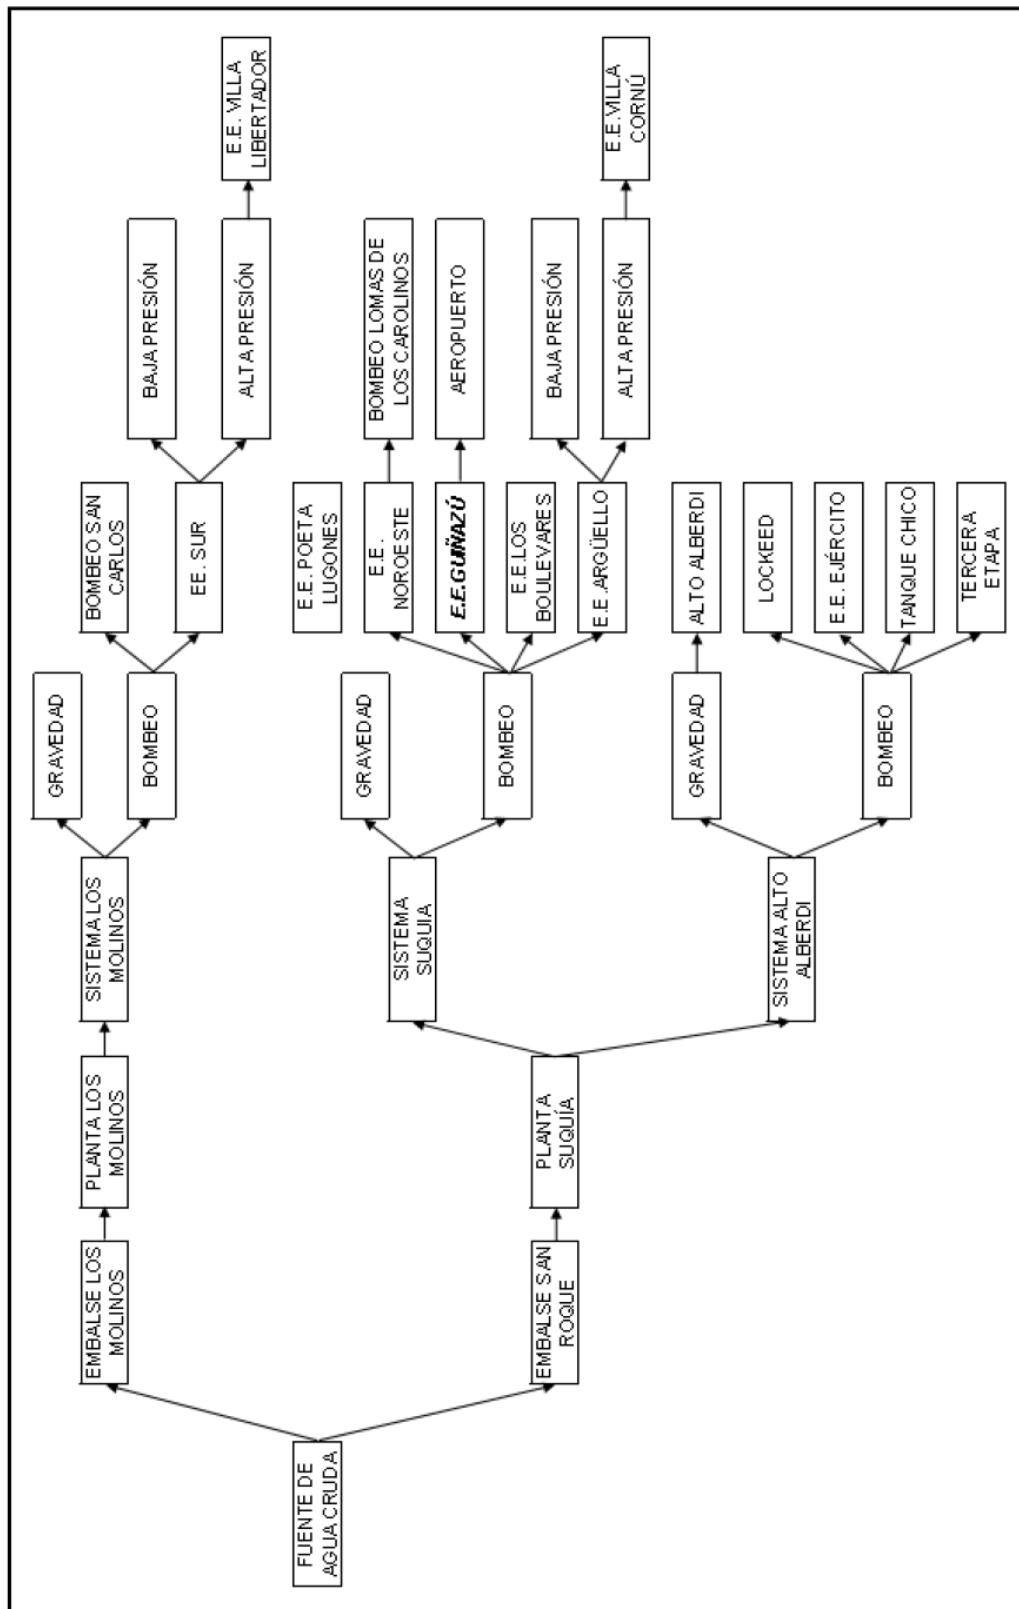 FUENTE DE
AGUA CRUDA
EMBALSE LOS
MOLINOS
EMBALSE SAN
ROQUE
PLANTA LOS
MOLINOS
PLANTA
SUQUÍA
SISTEMA LOS
MOLINOS
SISTEMA
SUQUIA
SISTEMA ALTO
ALBERDI
GRAVEDAD
BOMBEO
GRAVEDAD
BOMBEO
GRAVEDAD
BOMBEO
BOMBEO SAN
CARLOS
EE. SUR
E.E. POETA
LUGONES
E.E.
NOROESTE
E.E.GUIÑAZÚ
E.E.LOS
BOULEVARES
E.E.ARGÜELLO
ALTO ALBERDI
LOCKEED
E.E. EJÉRCITO
TANQUE CHICO
TERCERA
ETAPA
BAJA PRESIÓN
ALTA PRESIÓN
BOMBEO LOMAS DE
LOS CAROLINOS
AEROPUERTO
BAJA PRESIÓN
ALTA PRESIÓN
E.E. VILLA
LIBERTADOR
E.E.VILLA
CORNÚ